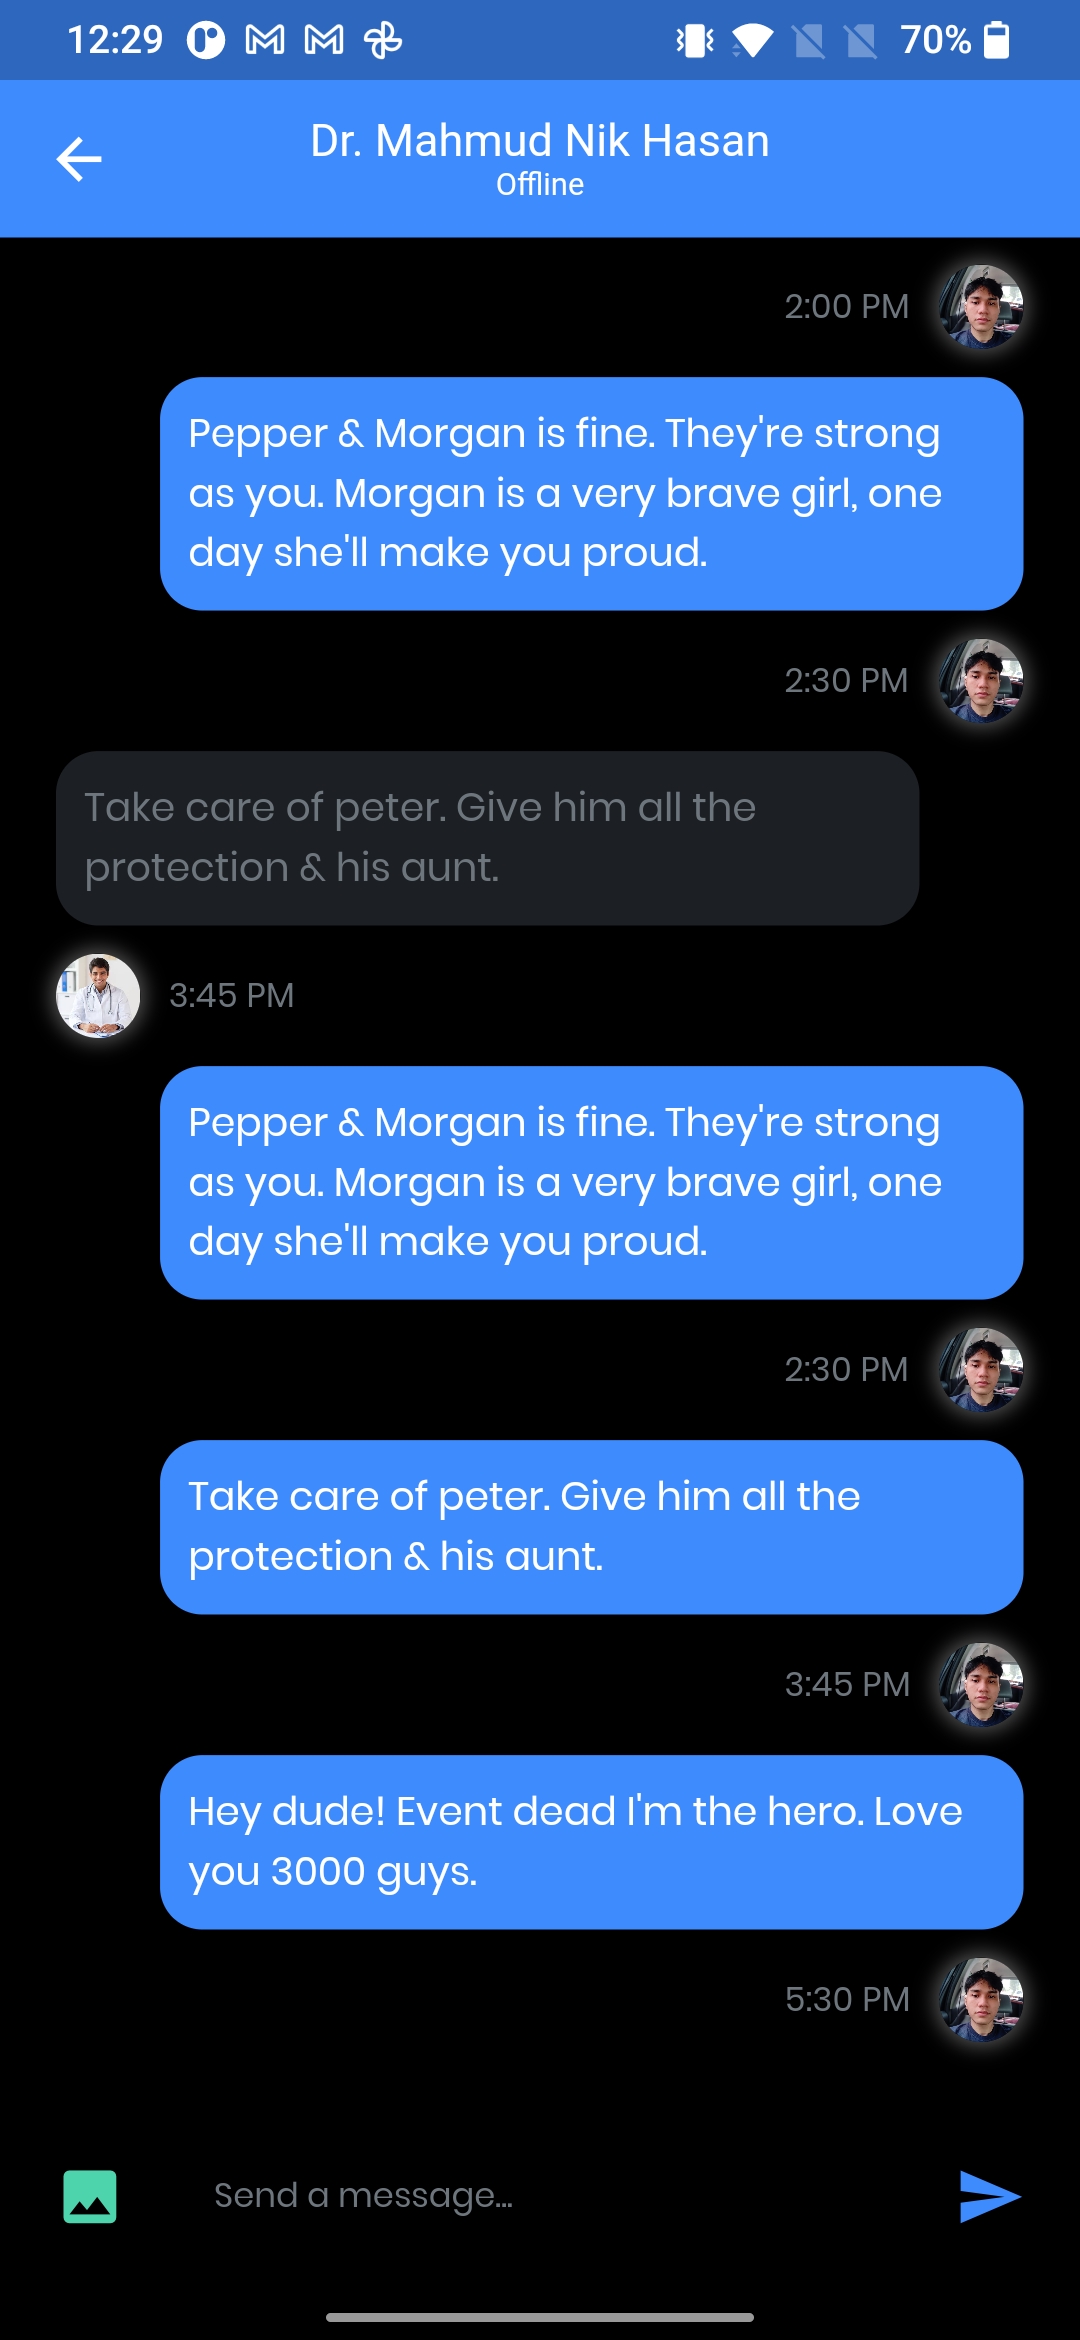 12:29
70%
Dr. Mahmud Nik Hasan
Offline
2:00 PM
Pepper & Morgan is fine. They're strong
as you. Morgan is a very brave girl, one
day she'll make you proud.
2:30 PM
Take care of peter. Give him all the
protection & his aunt.
3:45 PM
Pepper & Morgan is fine. They're strong
as you. Morgan is a very brave girl, one
day she'll make you proud.
2:30 PM
Take care of peter. Give him all the
protection & his aunt.
3:45 PM
Hey dude! Event dead I'm the hero. Love
you 3000 guys.
5:30 PM
Send a message...